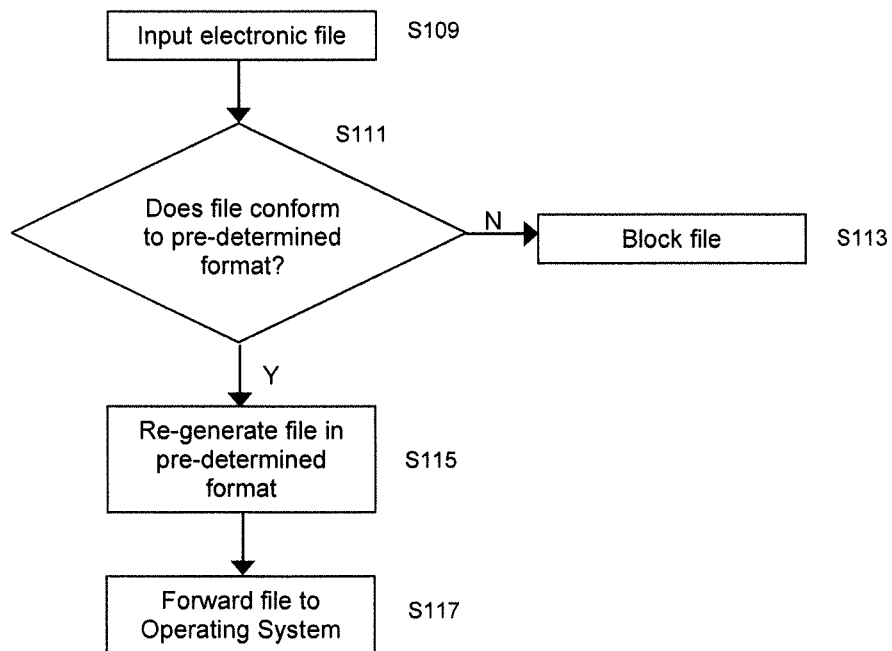 Input electronic file
S109
S111
Does file conform
to pre-determined
format?
N
Block file
S113
Y
Re-generate file in
pre-determined
format
S115
Forward file to
Operating System
S117